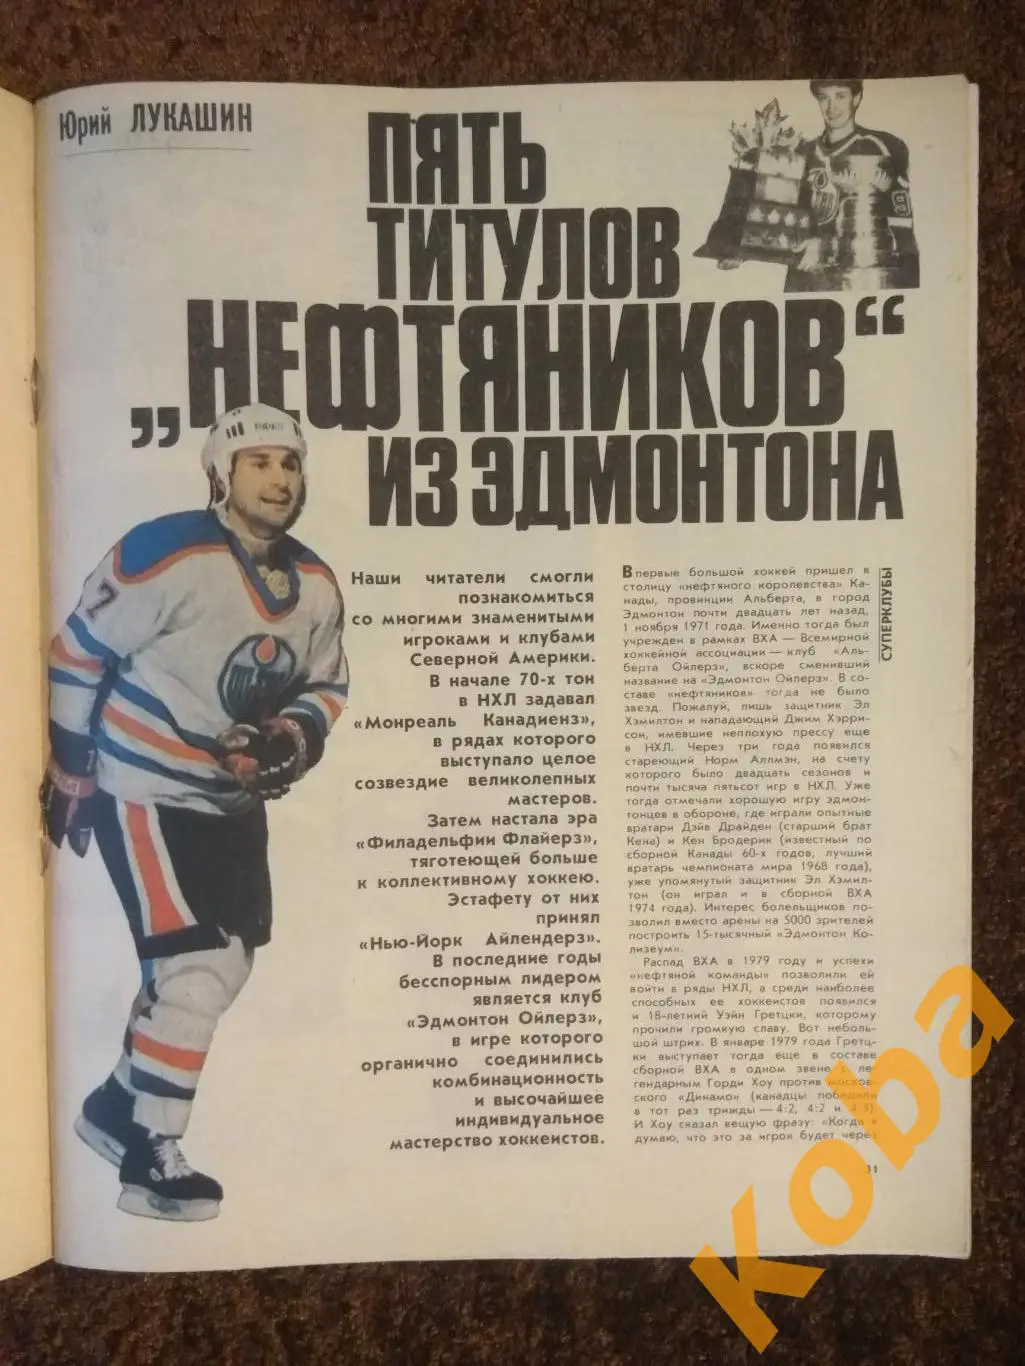 Юрий ЛУКАШИН
ПЯТЬ
ТИТУЛОВ
„НЕФТЯНИКОВ“
ИЗ ЭДМОНТОНА
Наши читатели смогли
познакомиться
со многими знаменитыми
игроками и клубами
Северной Америки.
В начале 70-х тон
в НХЛ задавал
«Монреаль Канадиенз»,
в рядах которого
выступало целое
созвездие великолепных
мастеров.
Затем настала эра
«Филадельфии Флайерз»,
тяготеющей больше
к коллективному хоккею.
Эстафету от них
принял
«Нью-Йорк Айлендерз».
В последние годы
бесспорным лидером
является клуб
«Эдмонтон Ойлерз»,
в игре которого
органично соединились
комбинационность
и высочайшее
индивидуальное
мастерство хоккеистов.
Впервые большой хоккей пришел в
столицу «нефтяного королевства» Ка-
нады, провинции Альберта, в город
Эдмонтон почти двадцать лет назад,
1 ноября 1971 года. Именно тогда был
учрежден в рамках ВХА — Всемирной
хоккейной ассоциации — клуб «Аль-
берта Ойлерз», вскоре сменивший
название на «Эдмонтон Ойлерз». В со-
ставе «нефтяников» тогда не было
звезд. Пожалуй, лишь защитник Эл
Хэмилтон и нападающий Джим Хэрри-
сон, имевшие неплохую прессу еще
в НХЛ. Через три года появился
стареющий Норм Аллмэн, на счету
которого было двадцать сезонов и
почти тысяча пятьсот игр в НХЛ. Уже
тогда отмечали хорошую игру эдмон-
тонцев в обороне, где играли опытные
вратари Дэйв Драйден (старший брат
Кена) и Кен Бродерик (известный по
сборной Канады 60-х годов, лучший
вратарь чемпионата мира 1968 года),
уже упомянутый защитник Эл Хэмил-
тон (он играл и в сборной ВХА
1974 года). Интерес болельщиков по-
зволил вместо арены на 5000 зрителей
построить 15-тысячный «Эдмонтон Ко-
лизеум».
Распад ВХА в 1979 году и успехи
«нефтяной команды» позволили ей
войти в ряды НХЛ, а среди наиболее
способных ее хоккеистов появился
и 18-летний Уэйн Гретцки, которому
прочили громкую славу. Вот неболь-
шой штрих. В январе 1979 года Гретц-
ки выступает тогда еще в составе
сборной ВХА в одном звене с ле-
гендарным Горди Хоу против москов-
ского «Динамо» (канадцы победили
в тот раз трижды — 4:2, 4:2 и 4:3).
И Хоу сказал вещую фразу: «Когда я
думаю, что это за игрок будет через
СУПЕРКЛУБЫ
31
7
Коба